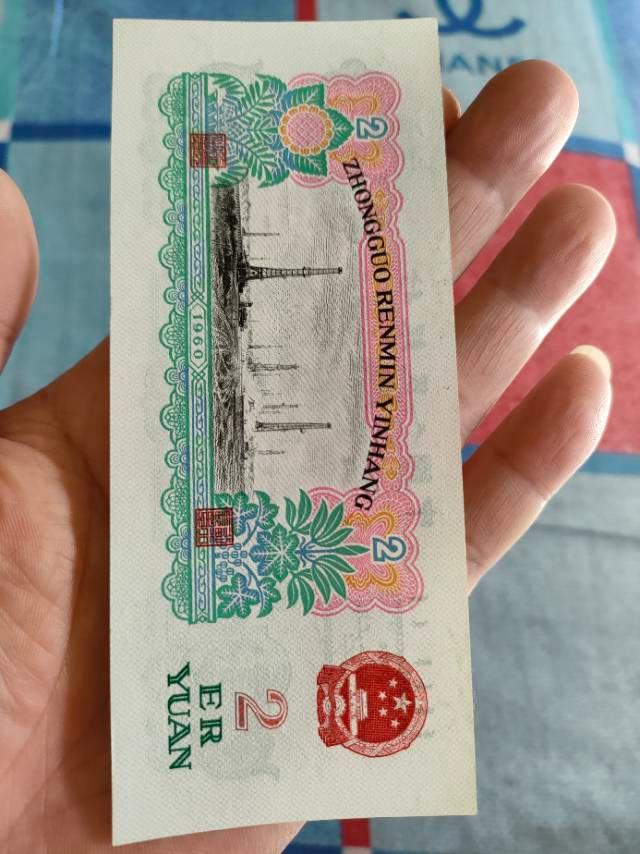 ZHONGGUO RENMIN YINHANG
2
2
1960
2
ER
YUAN